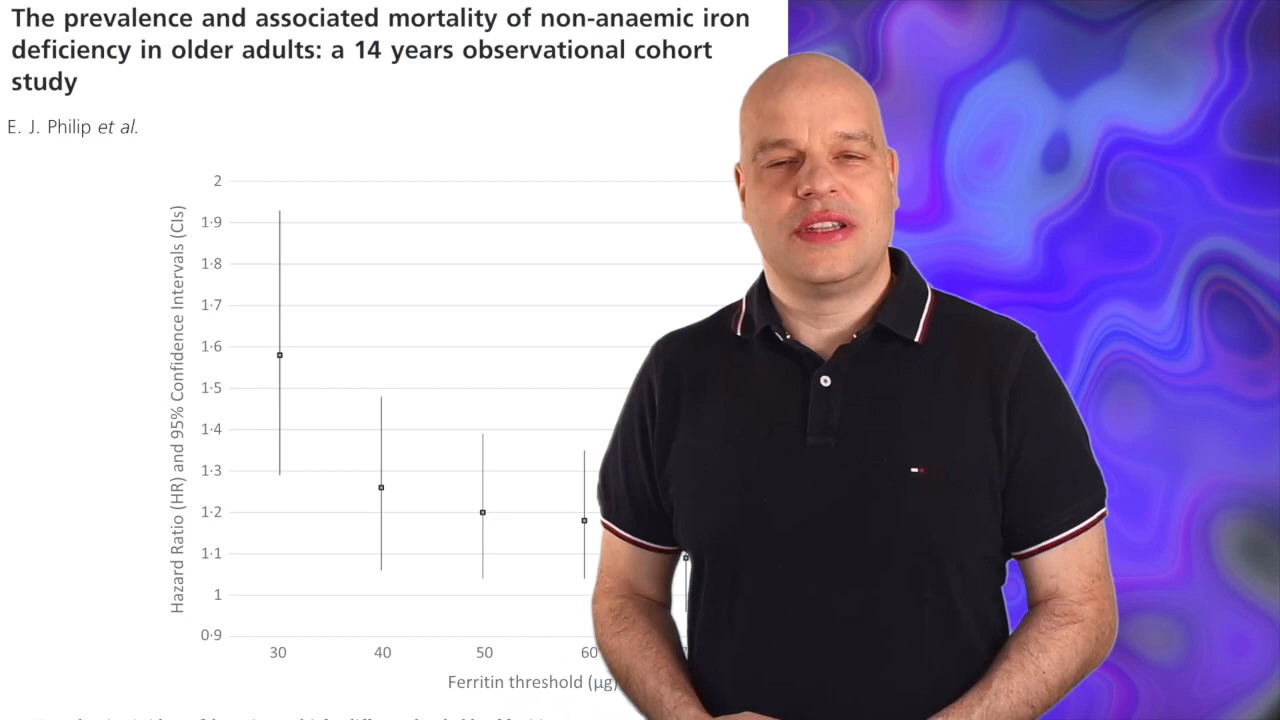 The prevalence and associated mortality of non-anaemic iron
deficiency in older adults: a 14 years observational cohort
study
E. J. Philip et al.
Hazard Ratio (HR) and 95% Confidence Intervals (CIs)
2
1·9
1·8
1·7
1·6
1·5
1·4
1·3
1·2
1·1
1
0·9
30 40 50 60
Ferritin threshold (µg)